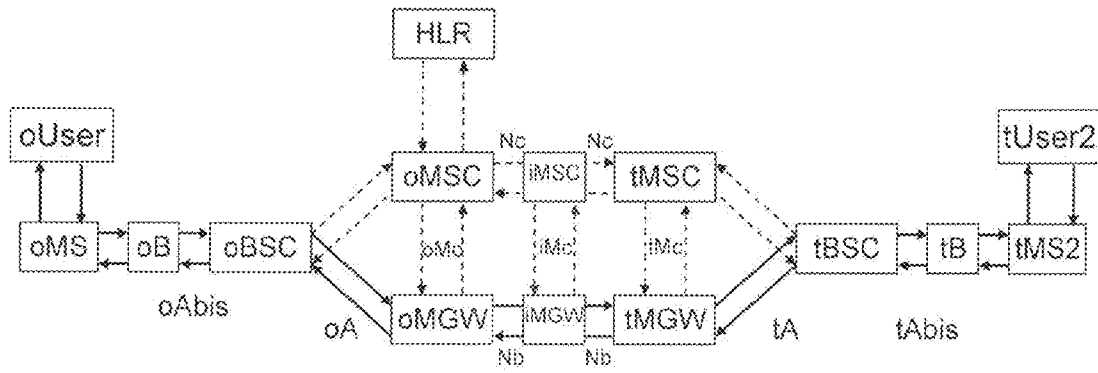 HLR
oUser
tUser2
Nc
Nc
oMSC
iMSC
tMSC
oMS
oB
oBSC
oMc
iMc
tMc
tBSC
tB
tMS2
oAbis
oMGW
iMGW
tMGW
oA
tA
tAbis
Nb
Nb